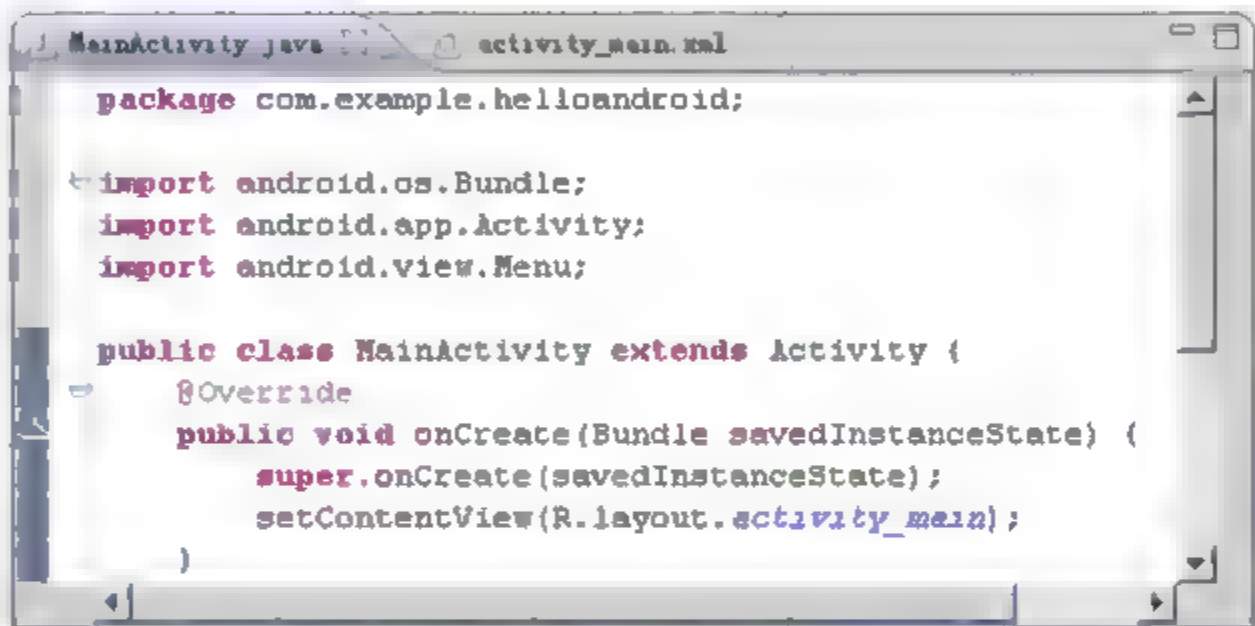 MainActivity.java
activity_main.xml
package com.example.helloandroid;
import android.os.Bundle;
import android.app.Activity;
import android.view.Menu;
public class MainActivity extends Activity {
@Override
public void onCreate(Bundle savedInstanceState) {
super.onCreate(savedInstanceState);
setContentView(R.layout.activity_main);
}